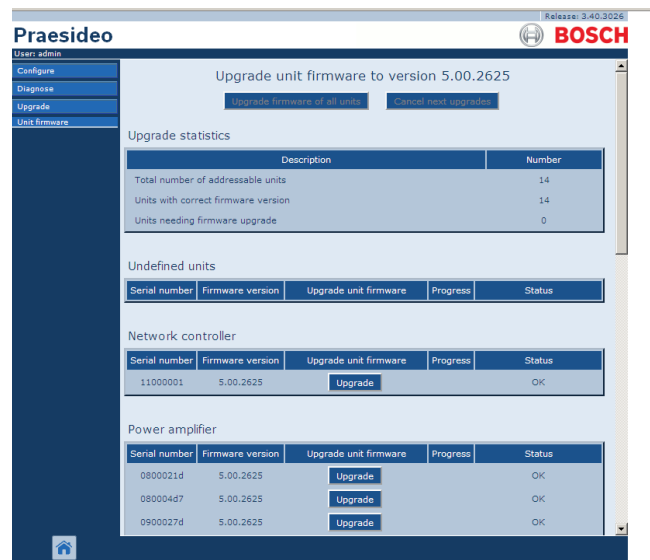 Release: 3.40.3026
Praesideo
BOSCH
User: admin
Configure
Diagnose
Upgrade
Unit firmware
Upgrade unit firmware to version 5.00.2625
Upgrade firmware of all units Cancel next upgrades
Upgrade statistics
Description Number
Total number of addressable units 14
Units with correct firmware version 14
Units needing firmware upgrade 0
Undefined units
Serial number Firmware version Upgrade unit firmware Progress Status
Network controller
Serial number Firmware version Upgrade unit firmware Progress Status
11000001 5.00.2625 Upgrade OK
Power amplifier
Serial number Firmware version Upgrade unit firmware Progress Status
0800021d 5.00.2625 Upgrade OK
080004d7 5.00.2625 Upgrade OK
0900027d 5.00.2625 Upgrade OK